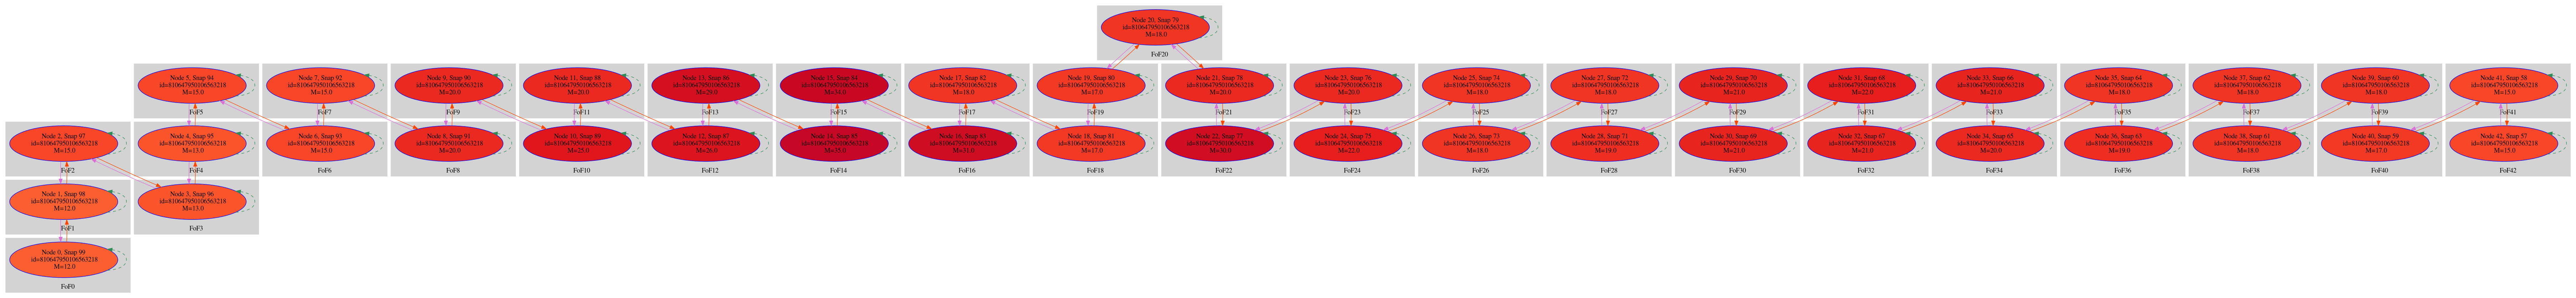 Node 20, Snap 79
id=810647950106563218
M=18.0
FoF20
Node 5, Snap 94
id=810647950106563218
M=15.0
FoF5
Node 7, Snap 92
id=810647950106563218
M=15.0
FoF7
Node 9, Snap 90
id=810647950106563218
M=20.0
FoF9
Node 11, Snap 88
id=810647950106563218
M=20.0
FoF11
Node 13, Snap 86
id=810647950106563218
M=29.0
FoF13
Node 15, Snap 84
id=810647950106563218
M=34.0
FoF15
Node 17, Snap 82
id=810647950106563218
M=18.0
FoF17
Node 19, Snap 80
id=810647950106563218
M=17.0
FoF19
Node 21, Snap 78
id=810647950106563218
M=20.0
FoF21
Node 23, Snap 76
id=810647950106563218
M=20.0
FoF23
Node 25, Snap 74
id=810647950106563218
M=18.0
FoF25
Node 27, Snap 72
id=810647950106563218
M=18.0
FoF27
Node 29, Snap 70
id=810647950106563218
M=21.0
FoF29
Node 31, Snap 68
id=810647950106563218
M=22.0
FoF31
Node 33, Snap 66
id=810647950106563218
M=21.0
FoF33
Node 35, Snap 64
id=810647950106563218
M=18.0
FoF35
Node 37, Snap 62
id=810647950106563218
M=18.0
FoF37
Node 39, Snap 60
id=810647950106563218
M=18.0
FoF39
Node 41, Snap 58
id=810647950106563218
M=15.0
FoF41
Node 2, Snap 97
id=810647950106563218
M=15.0
FoF2
Node 4, Snap 95
id=810647950106563218
M=13.0
FoF4
Node 6, Snap 93
id=810647950106563218
M=15.0
FoF6
Node 8, Snap 91
id=810647950106563218
M=20.0
FoF8
Node 10, Snap 89
id=810647950106563218
M=25.0
FoF10
Node 12, Snap 87
id=810647950106563218
M=26.0
FoF12
Node 14, Snap 85
id=810647950106563218
M=35.0
FoF14
Node 16, Snap 83
id=810647950106563218
M=31.0
FoF16
Node 18, Snap 81
id=810647950106563218
M=17.0
FoF18
Node 22, Snap 77
id=810647950106563218
M=30.0
FoF22
Node 24, Snap 75
id=810647950106563218
M=22.0
FoF24
Node 26, Snap 73
id=810647950106563218
M=18.0
FoF26
Node 28, Snap 71
id=810647950106563218
M=19.0
FoF28
Node 30, Snap 69
id=810647950106563218
M=21.0
FoF30
Node 32, Snap 67
id=810647950106563218
M=21.0
FoF32
Node 34, Snap 65
id=810647950106563218
M=20.0
FoF34
Node 36, Snap 63
id=810647950106563218
M=19.0
FoF36
Node 38, Snap 61
id=810647950106563218
M=18.0
FoF38
Node 40, Snap 59
id=810647950106563218
M=17.0
FoF40
Node 42, Snap 57
id=810647950106563218
M=15.0
FoF42
Node 1, Snap 98
id=810647950106563218
M=12.0
FoF1
Node 3, Snap 96
id=810647950106563218
M=13.0
FoF3
Node 0, Snap 99
id=810647950106563218
M=12.0
FoF0